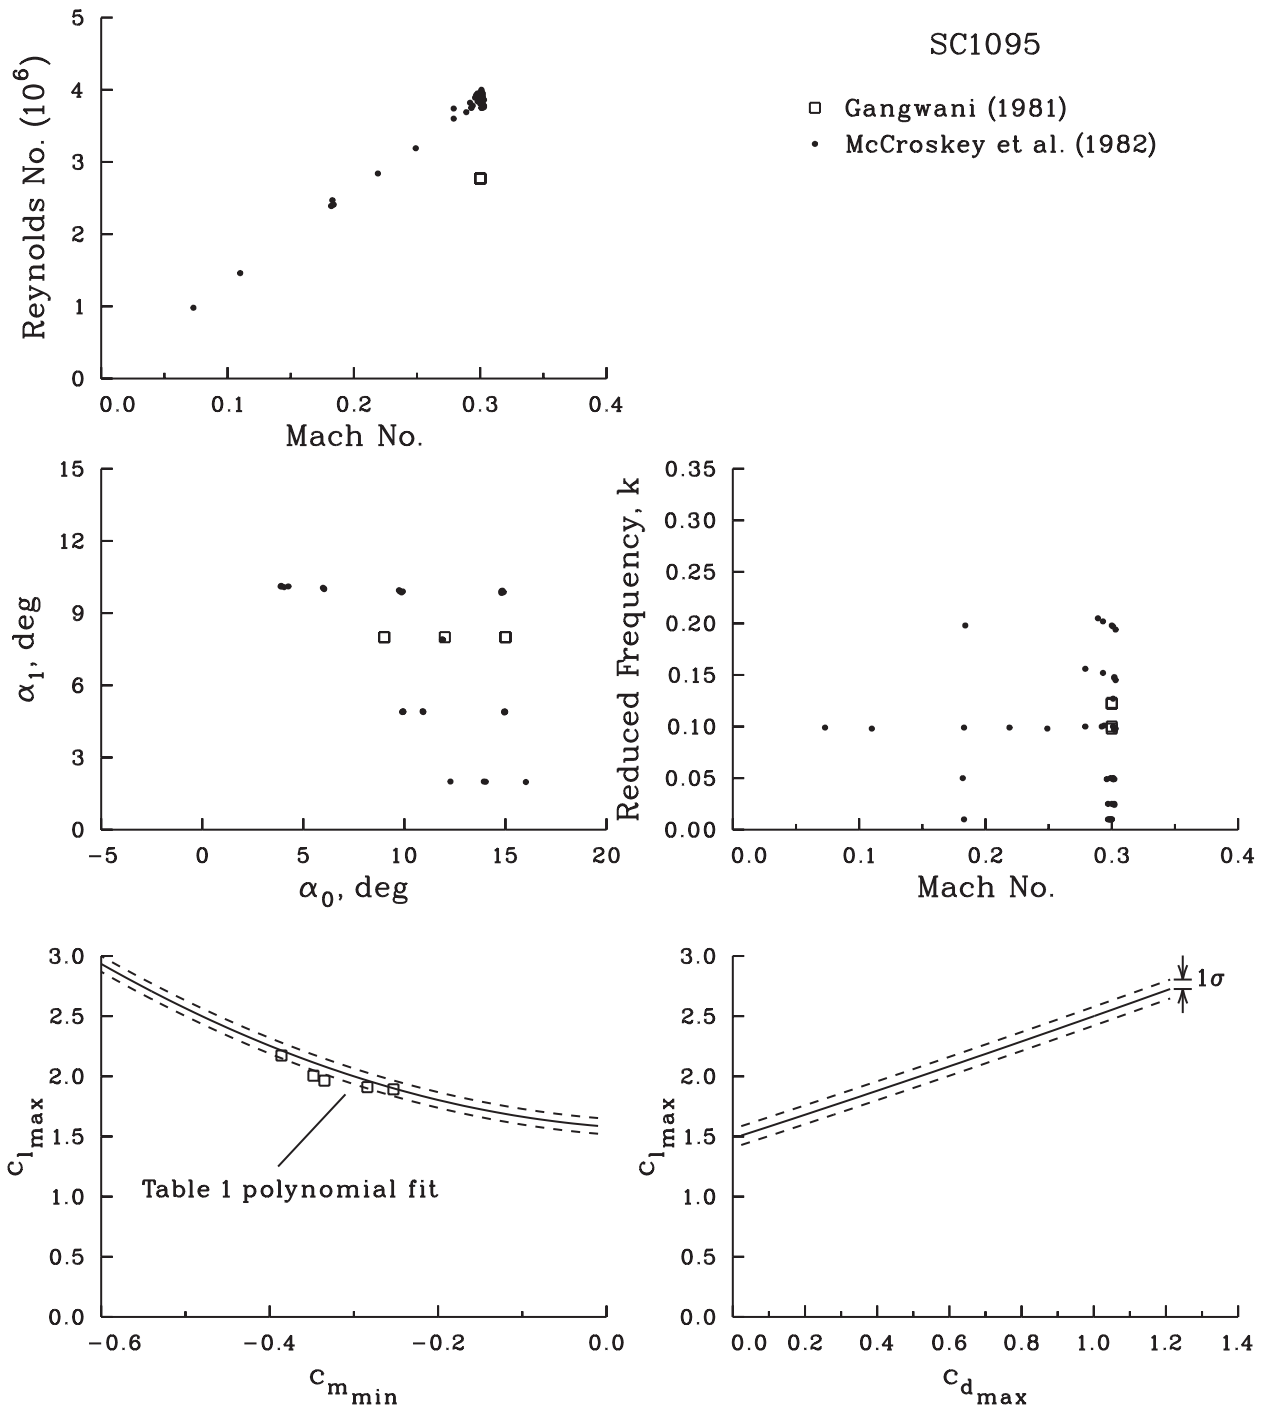 SC1095
Gangwani (1981)
McCroskey et al. (1982)
5
4
3
2
1
0
Reynolds No. (10⁶)
0.0 0.1 0.2 0.3 0.4
Mach No.
15
12
9
6
3
0
α₁, deg
−5 0 5 10 15 20
α₀, deg
0.35
0.30
0.25
0.20
0.15
0.10
0.05
0.00
Reduced Frequency, k
0.0 0.1 0.2 0.3 0.4
Mach No.
3.0
2.5
2.0
1.5
1.0
0.5
0.0
c_l_max
Table 1 polynomial fit
−0.6 −0.4 −0.2 0.0
c_m_min
3.0
2.5
2.0
1.5
1.0
0.5
0.0
c_l_max
1σ
0.0 0.2 0.4 0.6 0.8 1.0 1.2 1.4
c_d_max